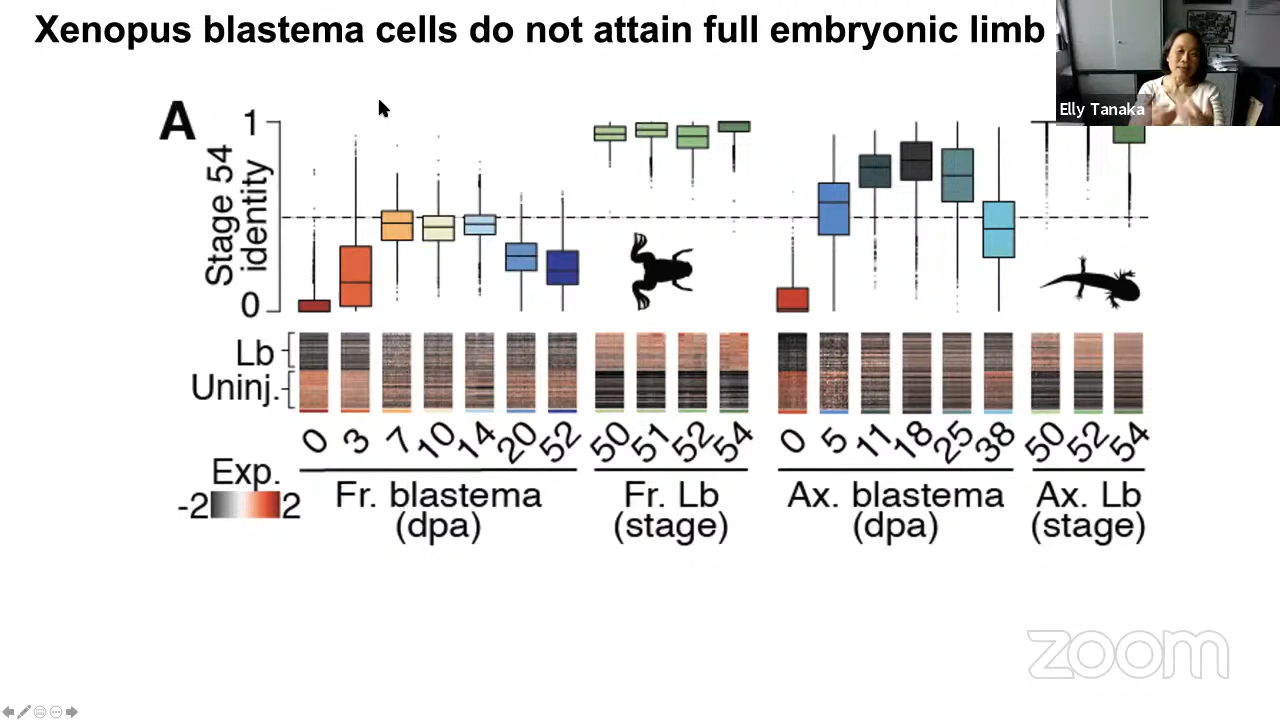 Xenopus blastema cells do not attain full embryonic limb
Elly Tanaka
A
Stage 54
identity
1
0
Lb
Uninj.
0 3 7 10 14 20 52 50 51 52 54 0 5 11 18 25 38 50 52 54
Exp.
-2 2
Fr. blastema
(dpa)
Fr. Lb
(stage)
Ax. blastema
(dpa)
Ax. Lb
(stage)
zoom